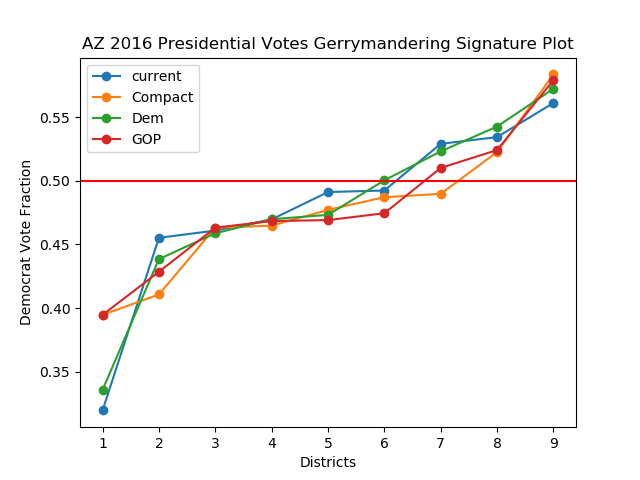 AZ 2016 Presidential Votes Gerrymandering Signature Plot
current
Compact
Dem
GOP
0.55
0.50
0.45
0.40
0.35
Democrat Vote Fraction
1 2 3 4 5 6 7 8 9
Districts